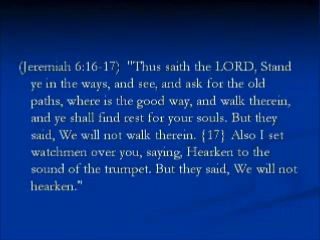 (Jeremiah 6:16-17) "Thus saith the LORD, Stand
ye in the ways, and see, and ask for the old
paths, where is the good way, and walk therein,
and ye shall find rest for your souls. But they
said, We will not walk therein. {17} Also I set
watchmen over you, saying, Hearken to the
sound of the trumpet. But they said, We will not
hearken."